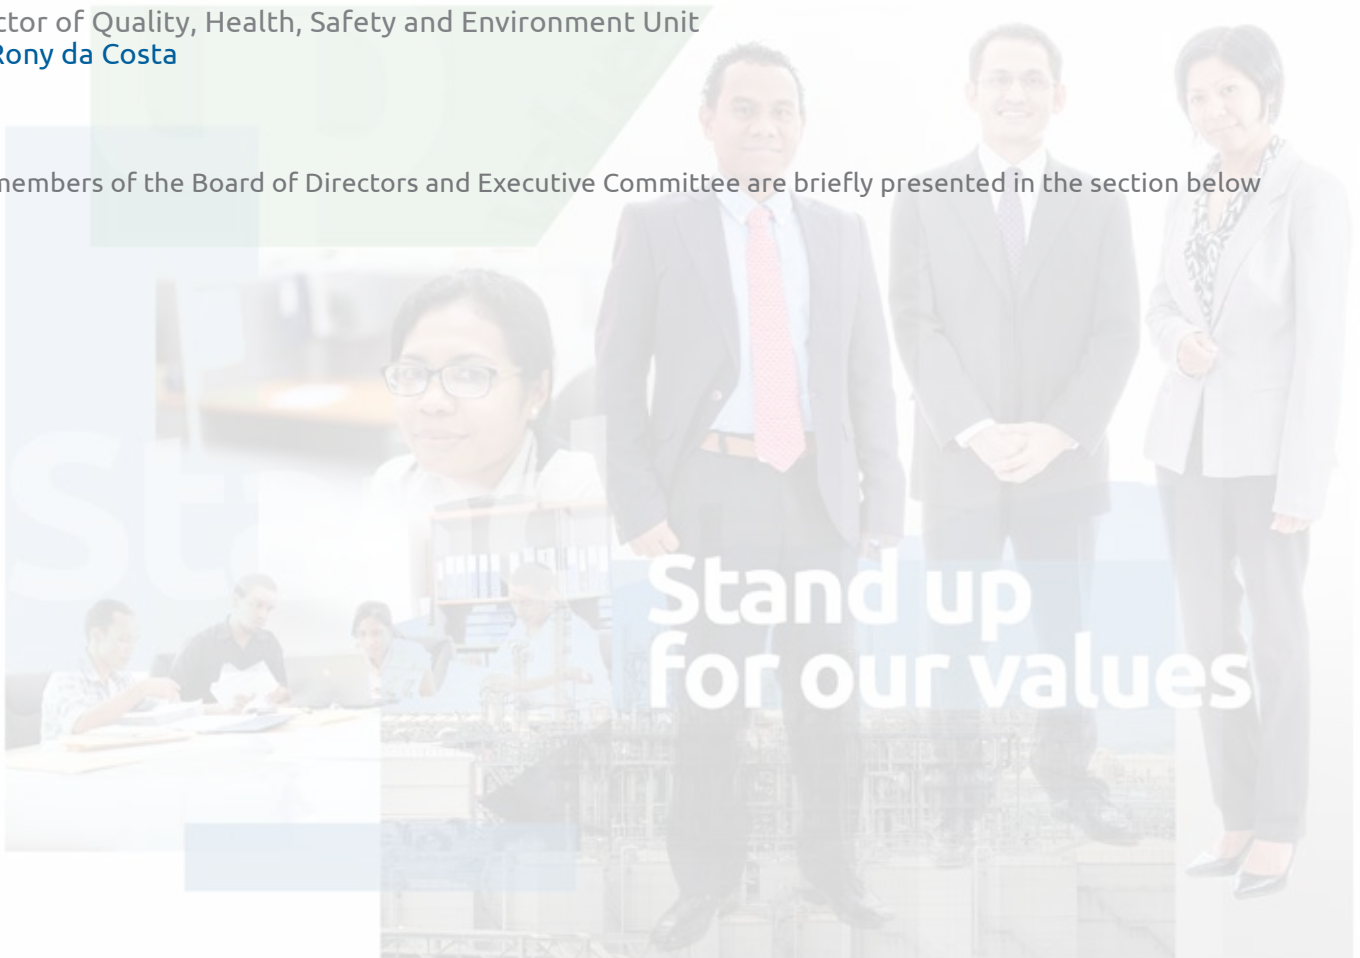 ctor of Quality, Health, Safety and Environment Unit
Rony da Costa
members of the Board of Directors and Executive Committee are briefly presented in the section below
St
Stand up
for our values